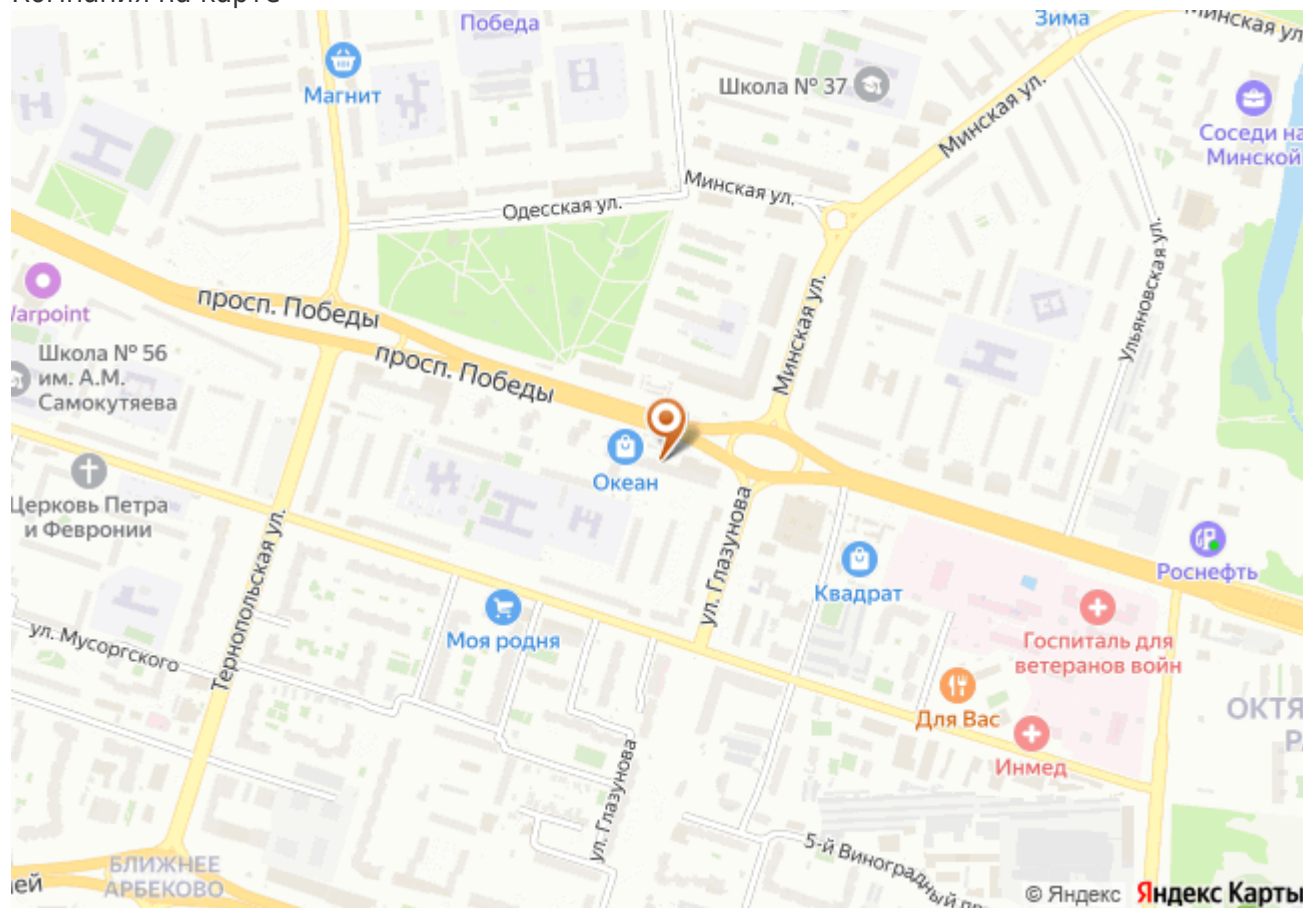 Компания на карте
Победа
Зима
Минская ул.
Магнит
Школа № 37
Минская ул.
Соседи на
Минской
Минская ул.
Одесская ул.
Ульяновская ул.
просп. Победы
Минская ул.
Warpoint
Школа № 56
им. А.М.
Самокутяева
просп. Победы
Океан
Церковь Петра
и Февронии
ул. Глазунова
Роснефть
Квадрат
Тернопольская ул.
Моя родня
ул. Мусоргского
Госпиталь для
ветеранов войн
Для Вас
Инмед
ул. Глазунова
5-й Виноградный
БЛИЖНЕЕ
АРБЕКОВО
© Яндекс Яндекс Карты